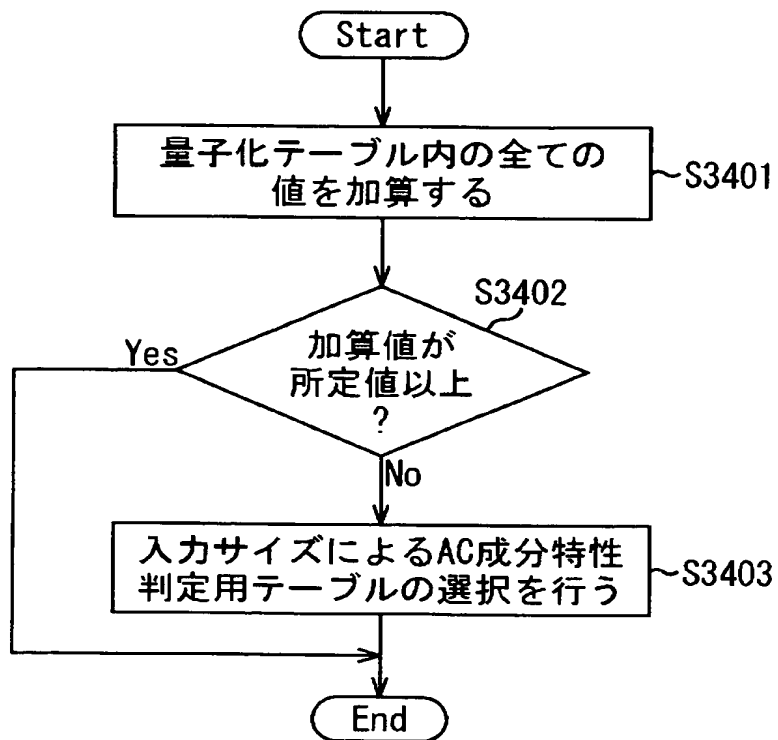 Start
量子化テーブル内の全ての
値を加算する
S3401
S3402
加算値が
所定値以上
?
Yes
No
入力サイズによるAC成分特性
判定用テーブルの選択を行う
S3403
End